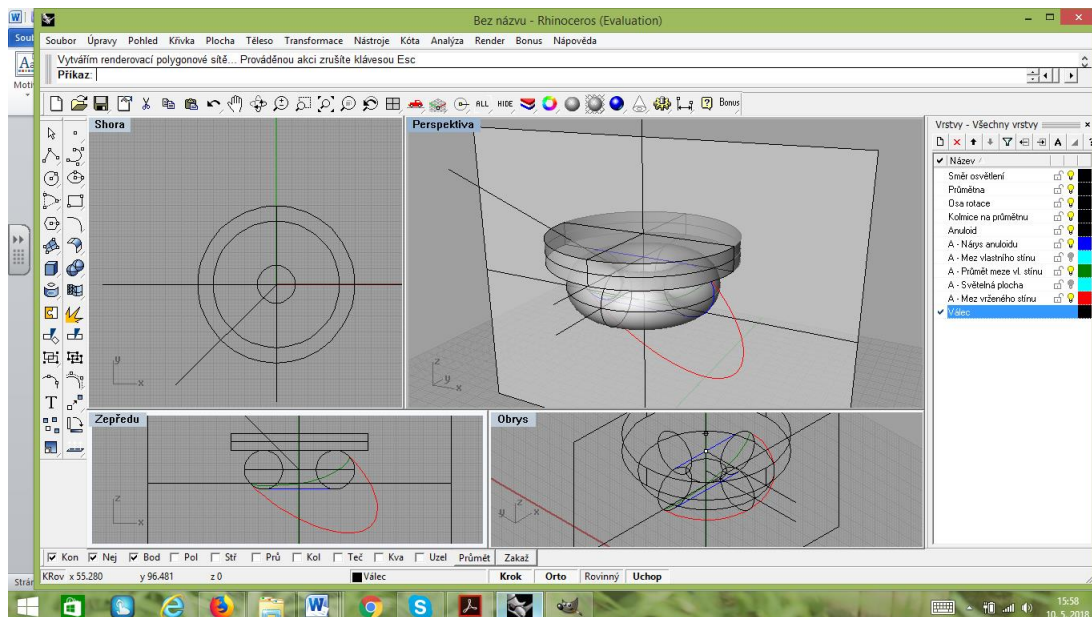 Bez názvu - Rhinoceros (Evaluation)
Soubor Úpravy Pohled Křivka Plocha Těleso Transformace Nástroje Kóta Analýza Render Bonus Nápověda
Vytvářím renderovací polygonové sítě... Prováděnou akci zrušíte klávesou Esc
Příkaz:
ALL HIDE Bonus
Shora
Perspektiva
Vrstvy - Všechny vrstvy
Název
Směr osvětlení
Průmětna
Osa rotace
Kolmice na průmětnu
Anuloid
A - Nárys anuloidu
A - Mez vlastního stínu
A - Průmět meze vl. stínu
A - Světelná plocha
A - Mez vrženého stínu
Válec
y
x
z
y
x
Zepředu
Obrys
z
x
z
y
x
Kon Nej Bod Pol Stř Prů Kol Teč Kva Uzel Průmět Zakaž
KRov x 55.280 y 96.481 z 0 Válec Krok Orto Rovinný Uchop
15:58
10. 5. 2018